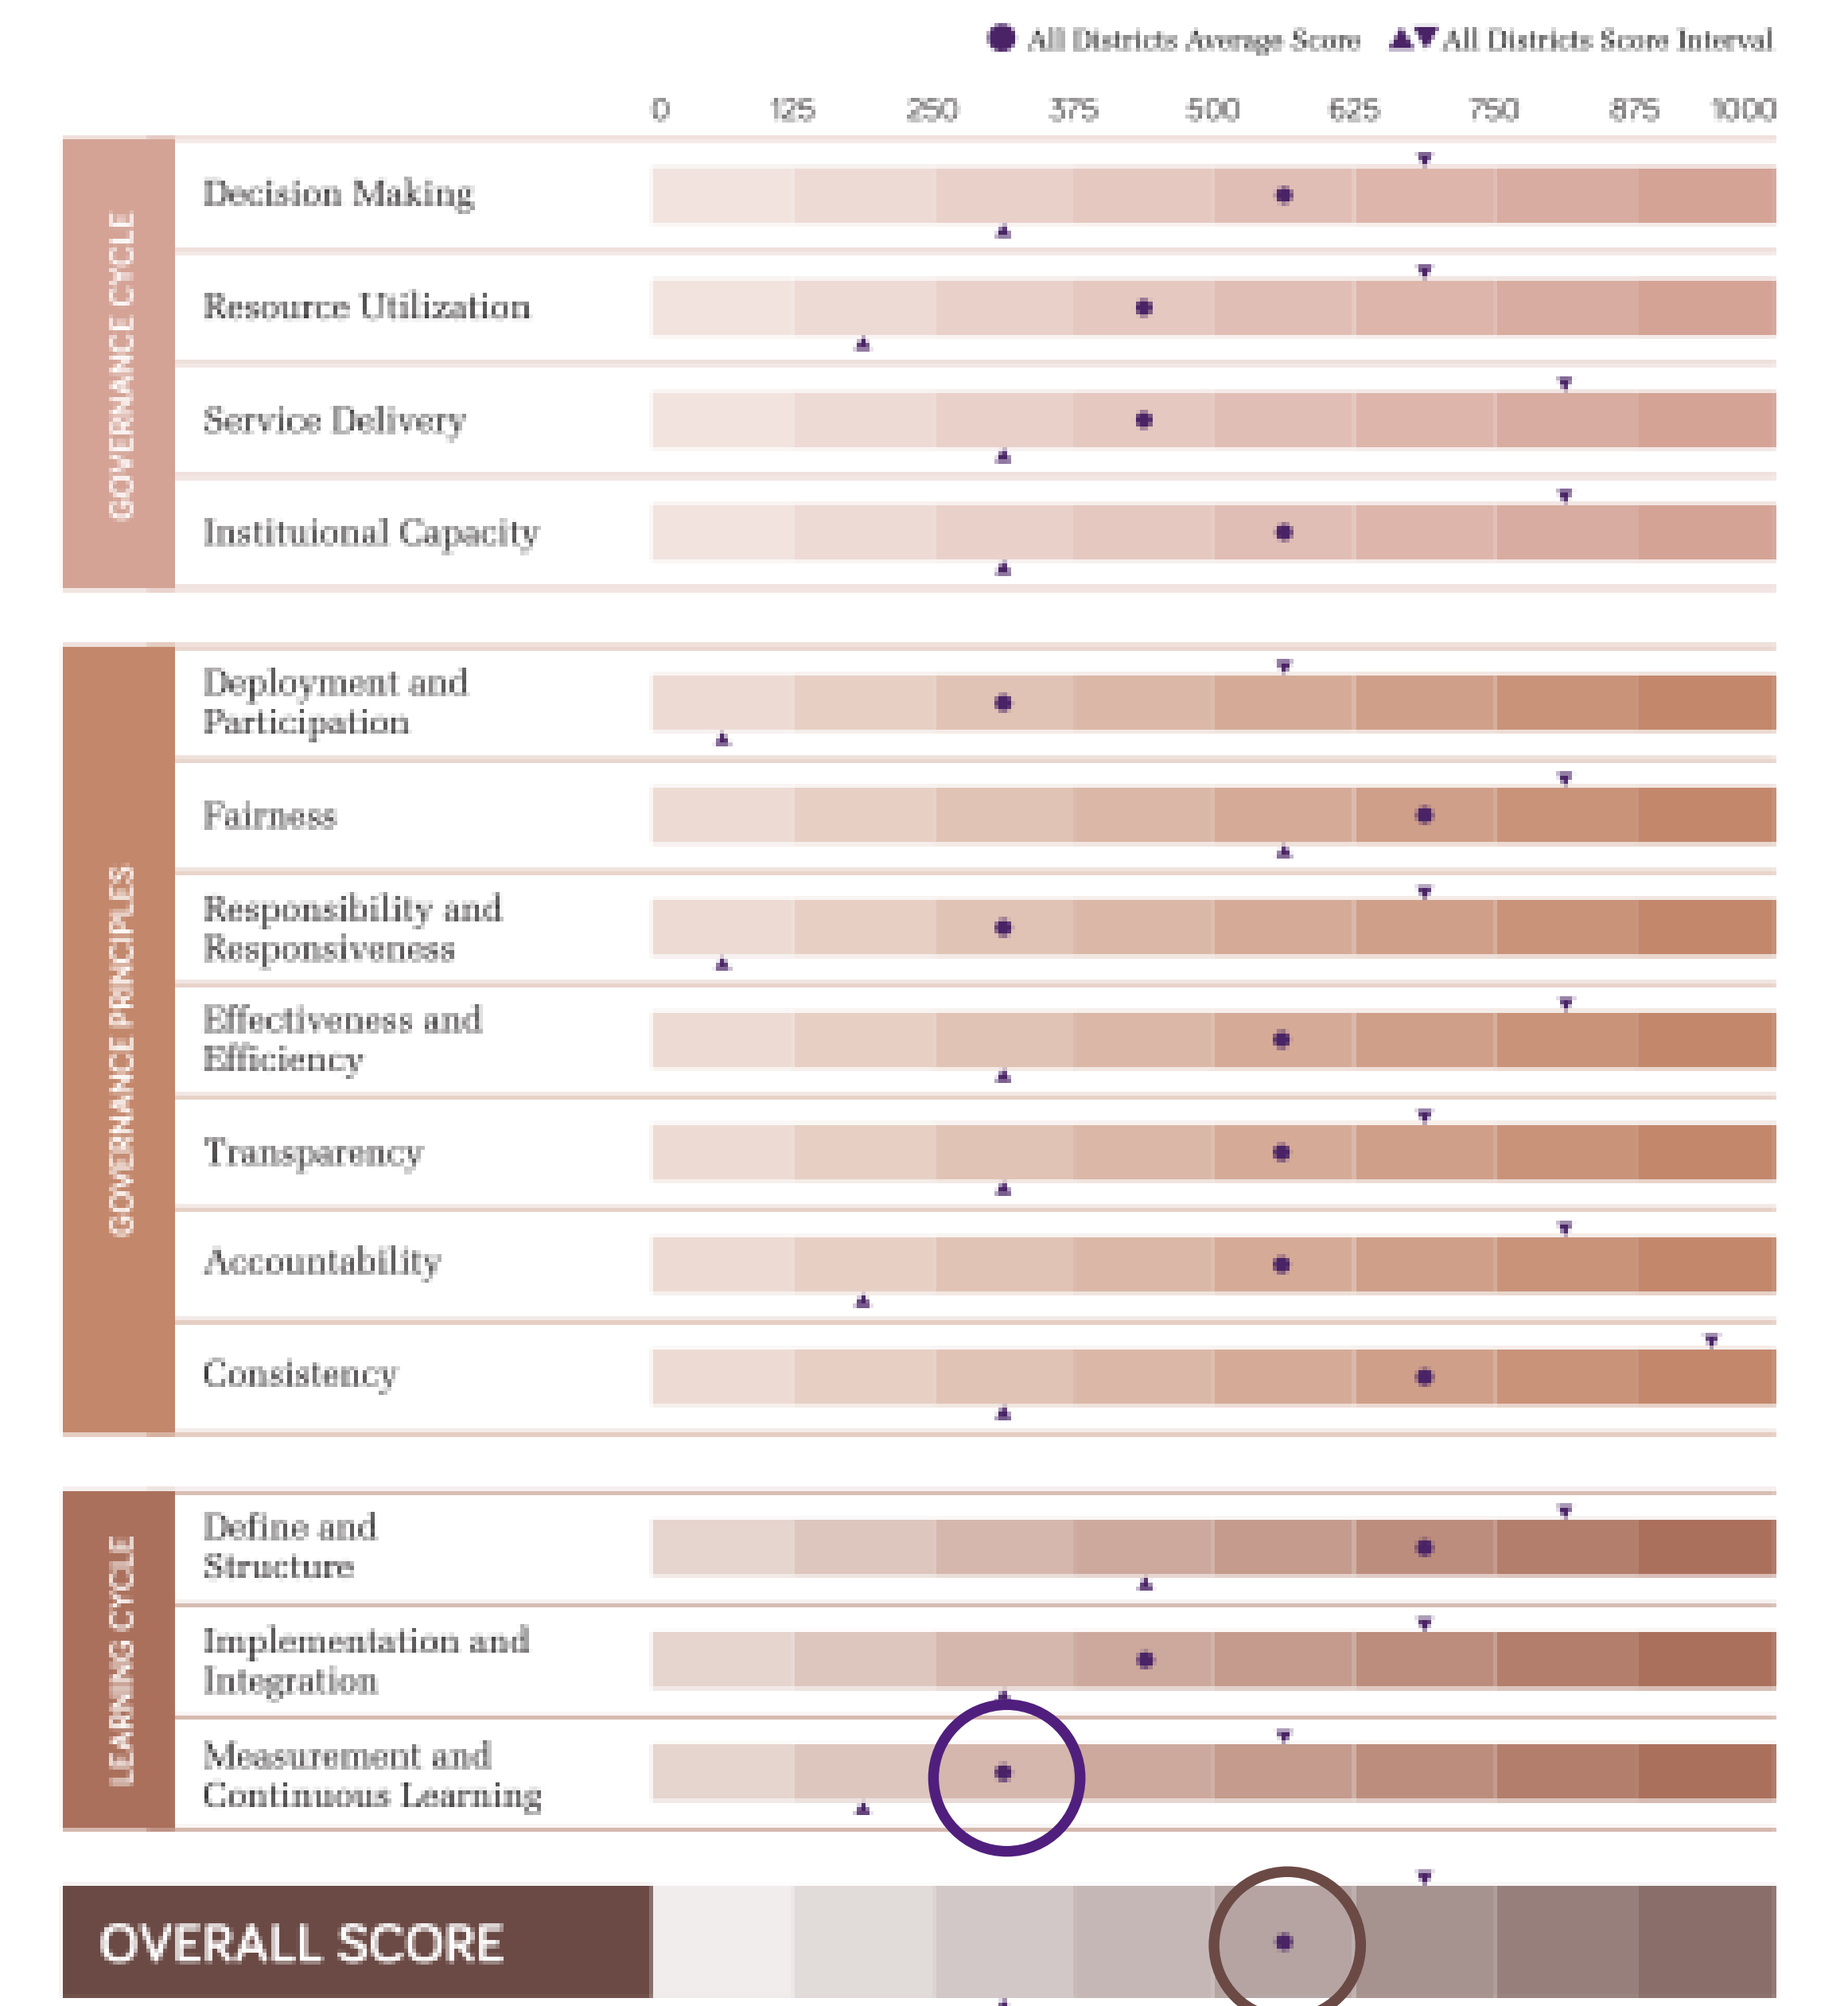 All Districts Average Score All Districts Score Interval
0 125 250 375 500 625 750 875 1000
GOVERNANCE CYCLE
Decision Making
Resource Utilization
Service Delivery
Instituional Capacity
GOVERNANCE PRINCIPLES
Deployment and
Participation
Fairness
Responsibility and
Responsiveness
Effectiveness and
Efficiency
Transparency
Accountability
Consistency
LEARNING CYCLE
Define and
Structure
Implementation and
Integration
Measurement and
Continuous Learning
OVERALL SCORE